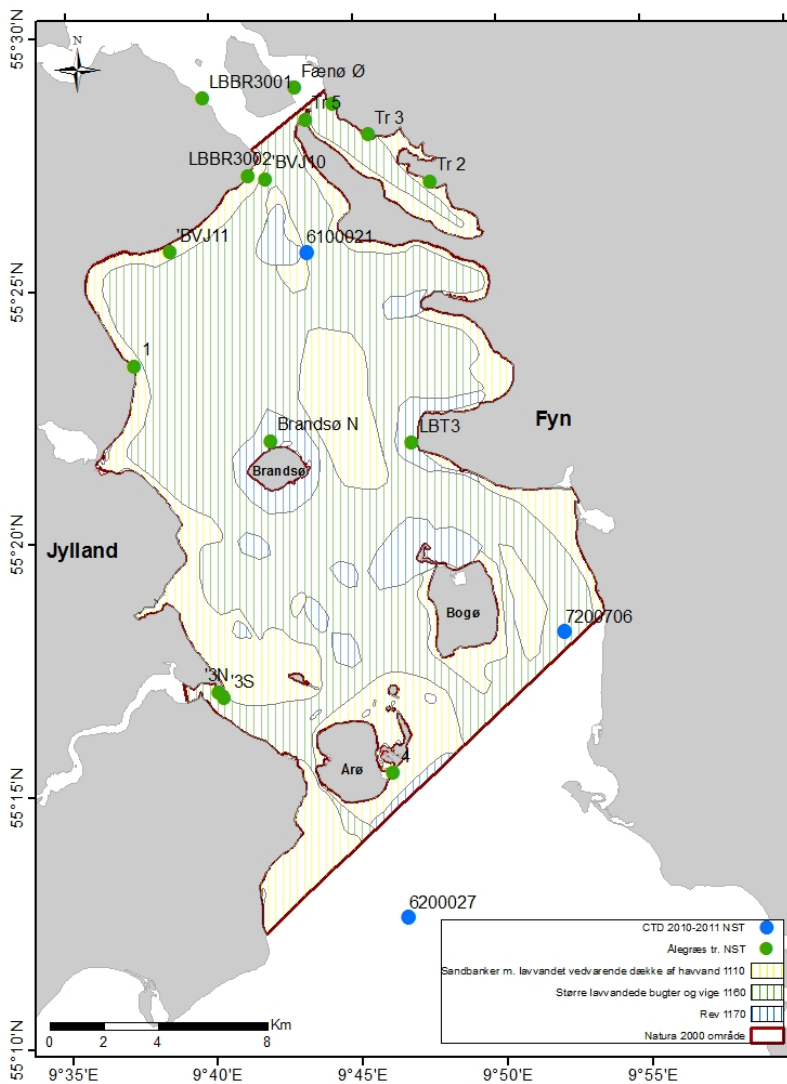 55°30'N
N
Fænø Ø
LBBR3001
Tr 5
Tr 3
LBBR3002
'BVJ10
Tr 2
'BVJ11
6100021
55°25'N
1
Fyn
Brandsø N
LBT3
Brandsø
55°20'N
Jylland
Bogø
7200706
'3N
'3S
4
Arø
55°15'N
6200027
CTD 2010-2011 NST
Ålegræs tr. NST
Sandbanker m. lavvandet vedvarende dække af havvand 1110
Større lavvandede bugter og vige 1160
Rev 1170
Natura 2000 område
Km
0 2 4 8
55°10'N
9°35'E 9°40'E 9°45'E 9°50'E 9°55'E